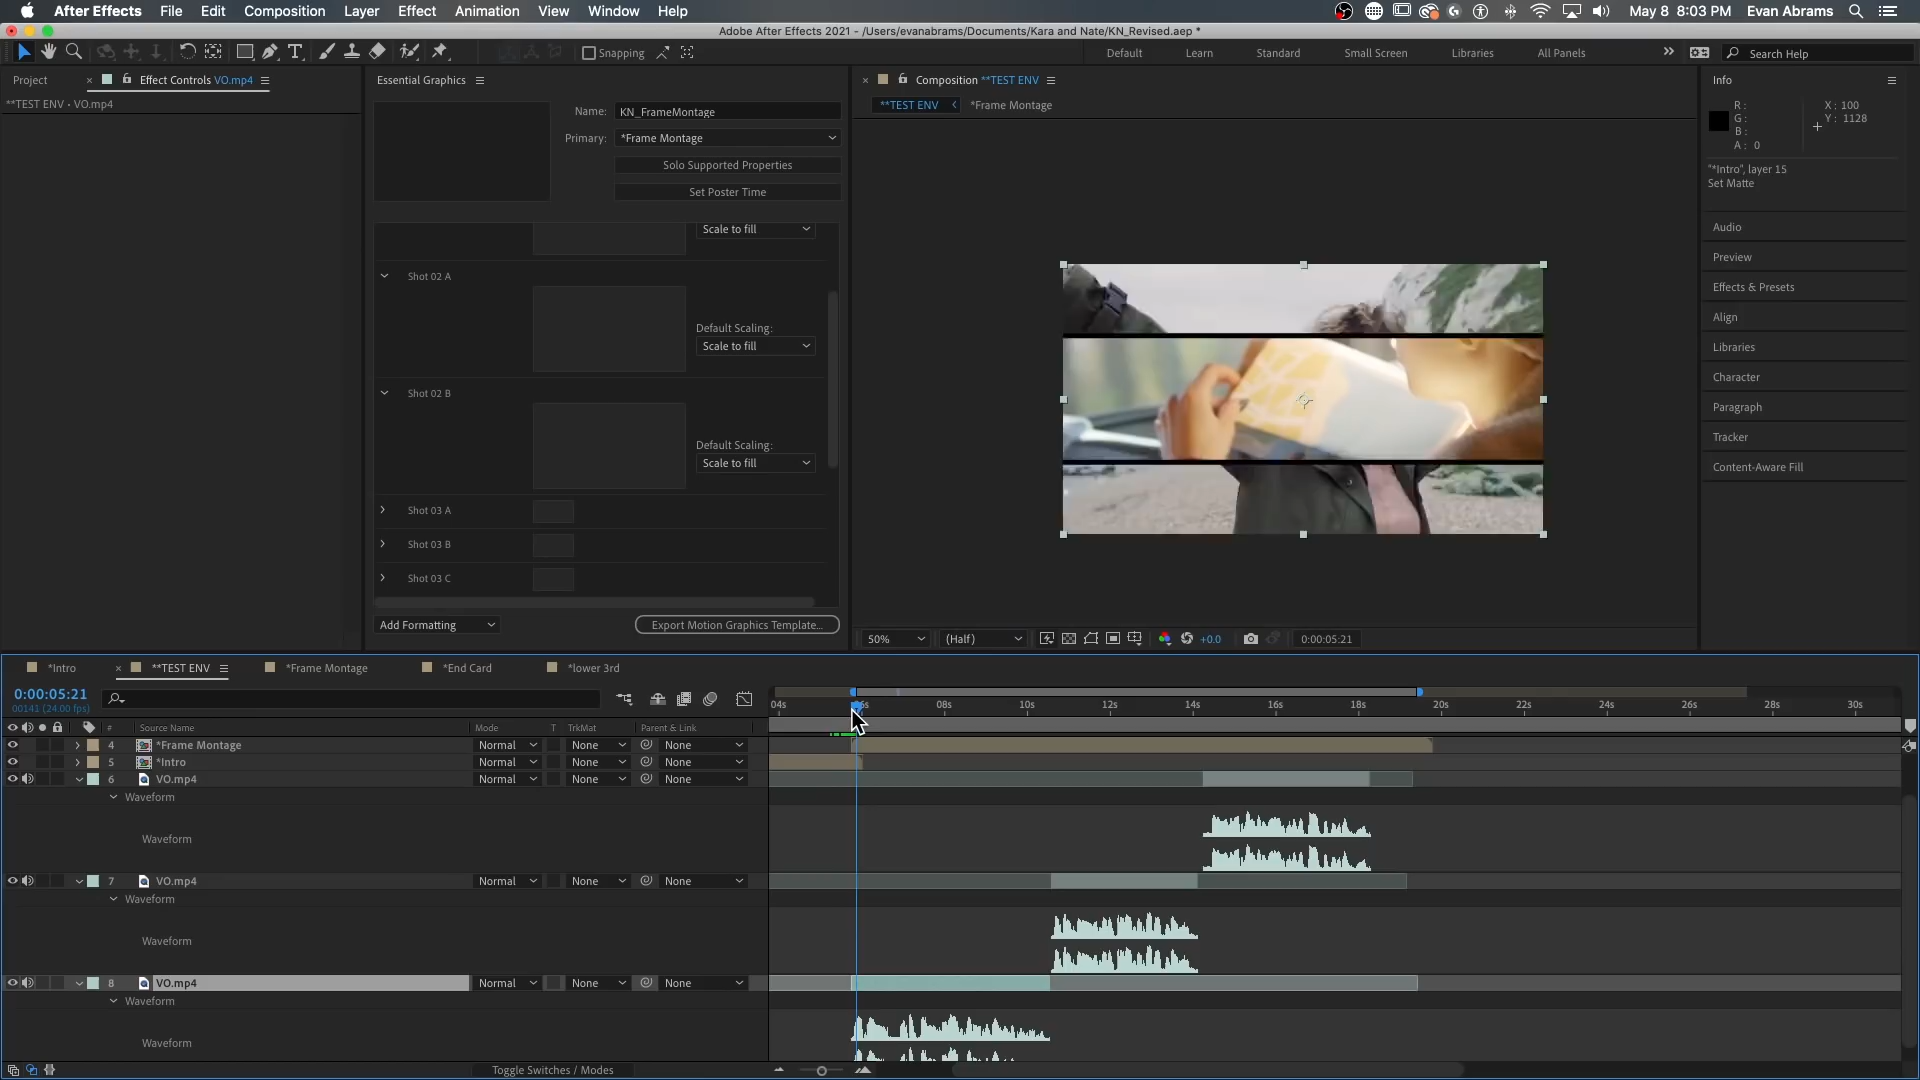 After Effects File Edit Composition Layer Effect Animation View Window Help May 8 8:03 PM Evan Abrams
Adobe After Effects 2021 - /Users/evanabrams/Documents/Kara and Nate/KN_Revised.aep *
Snapping Default Learn Standard Small Screen Libraries All Panels » Search Help
Project × Effect Controls VO.mp4 Essential Graphics × Composition **TEST ENV Info
**TEST ENV • VO.mp4
**TEST ENV *Frame Montage
Name: KN_FrameMontage
Primary: *Frame Montage
Solo Supported Properties
Set Poster Time
R :
G :
B :
A : 0
X : 100
Y : 1128
"*Intro", layer 15
Set Matte
Scale to fill
Shot 02 A
Default Scaling:
Scale to fill
Shot 02 B
Default Scaling:
Scale to fill
Shot 03 A
Shot 03 B
Shot 03 C
Add Formatting Export Motion Graphics Template...
Audio
Preview
Effects & Presets
Align
Libraries
Character
Paragraph
Tracker
Content-Aware Fill
50% (Half) +0.0 0:00:05:21
*Intro × **TEST ENV *Frame Montage *End Card *lower 3rd
0:00:05:21
00141 (24.00 fps)
04s 08s 10s 12s 14s 16s 18s 20s 22s 24s 26s 28s 30s
# Source Name Mode T TrkMat Parent & Link
4 *Frame Montage Normal None None
5 *Intro Normal None None
6 VO.mp4 Normal None None
Waveform
Waveform
7 VO.mp4 Normal None None
Waveform
Waveform
8 VO.mp4 Normal None None
Waveform
Waveform
Toggle Switches / Modes